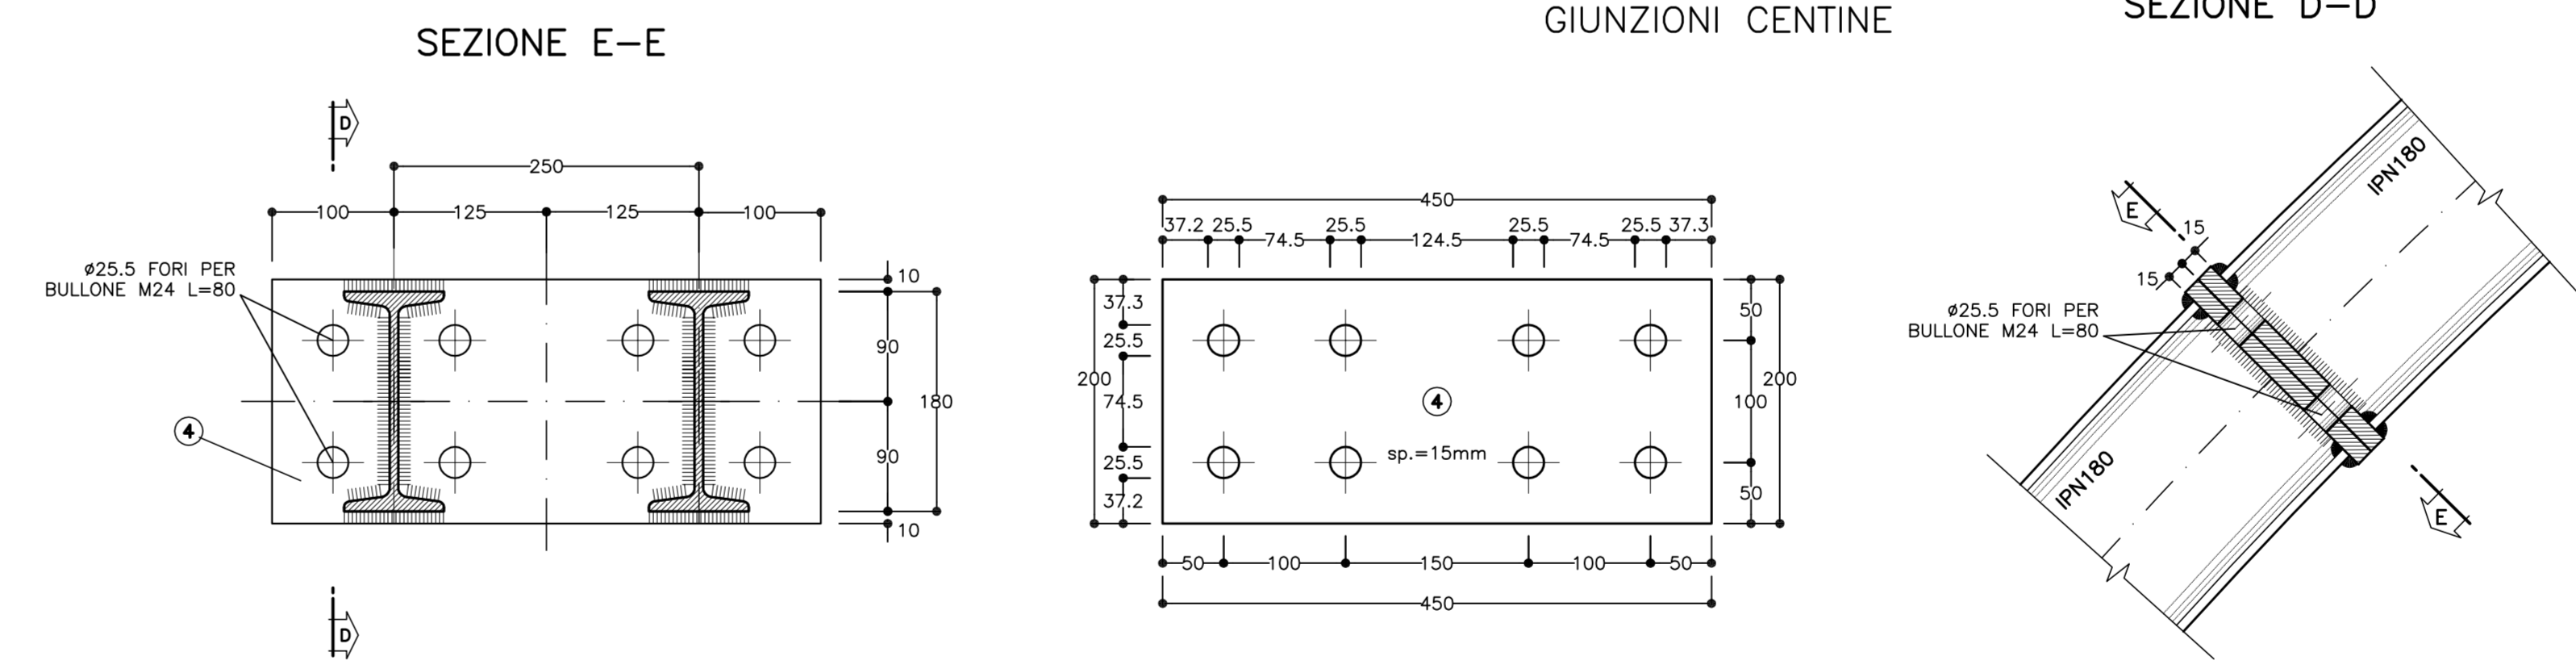 GIUNZIONI CENTINE
SEZIONE E-E
SEZIONE D-D
D
250
100 125 125 100
ø25.5 FORI PER
BULLONE M24 L=80
10
90
180
90
10
4
D
450
37.2 25.5 74.5 25.5 124.5 25.5 74.5 25.5 37.3
37.3
25.5
200
74.5
25.5
37.2
4
sp.=15mm
50
100
200
50
50 100 150 100 50
450
IPN180
E
15
15
ø25.5 FORI PER
BULLONE M24 L=80
IPN180
E